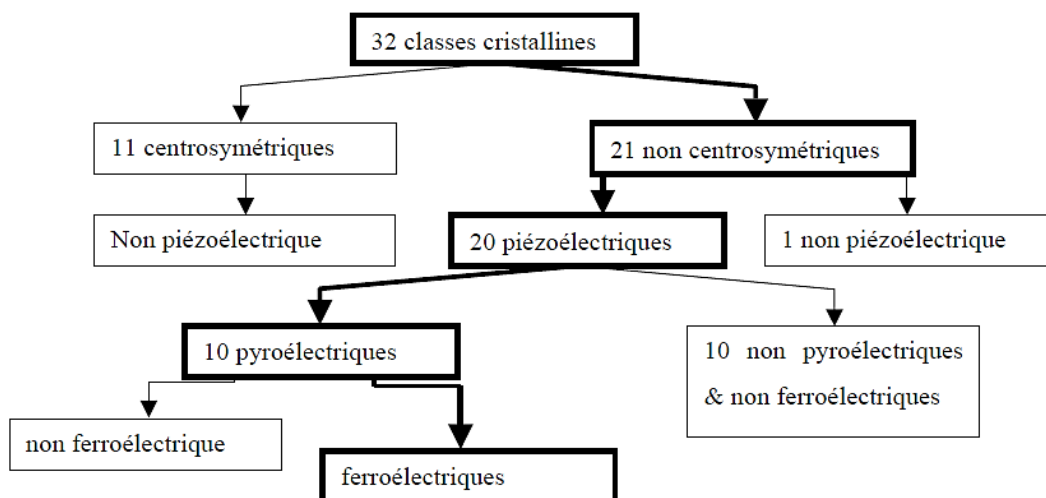 32 classes cristallines
11 centrosymétriques
21 non centrosymétriques
Non piézoélectrique
20 piézoélectriques
1 non piézoélectrique
10 pyroélectriques
10 non pyroélectriques
& non ferroélectriques
non ferroélectrique
ferroélectriques